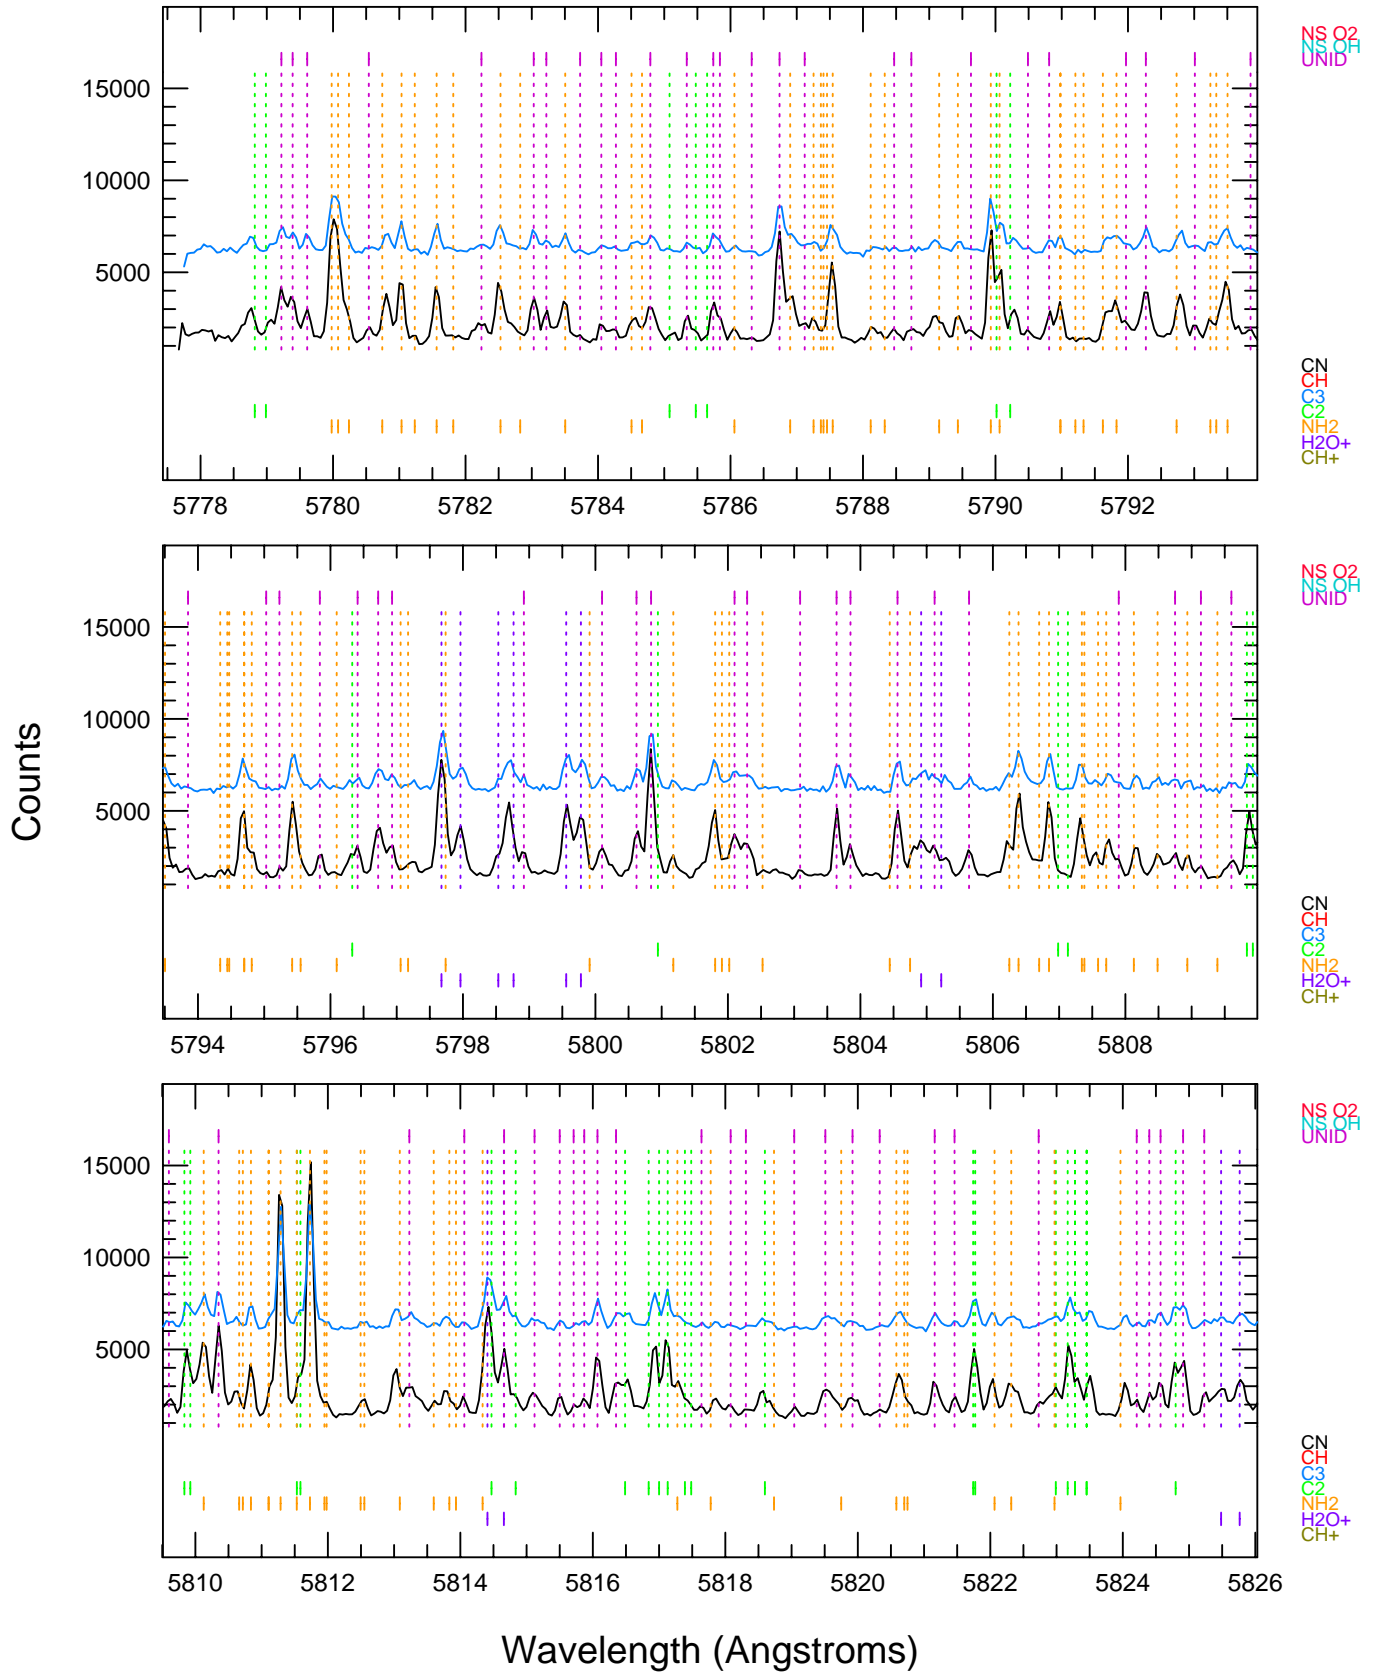 NS O2
NS OH
UNID
15000
10000
5000
CN
CH
C3
C2
NH2
H2O+
CH+
5778 5780 5782 5784 5786 5788 5790 5792
NS O2
NS OH
UNID
15000
10000
5000
CN
CH
C3
C2
NH2
H2O+
CH+
5794 5796 5798 5800 5802 5804 5806 5808
Counts
NS O2
NS OH
UNID
15000
10000
5000
CN
CH
C3
C2
NH2
H2O+
CH+
5810 5812 5814 5816 5818 5820 5822 5824 5826
Wavelength (Angstroms)